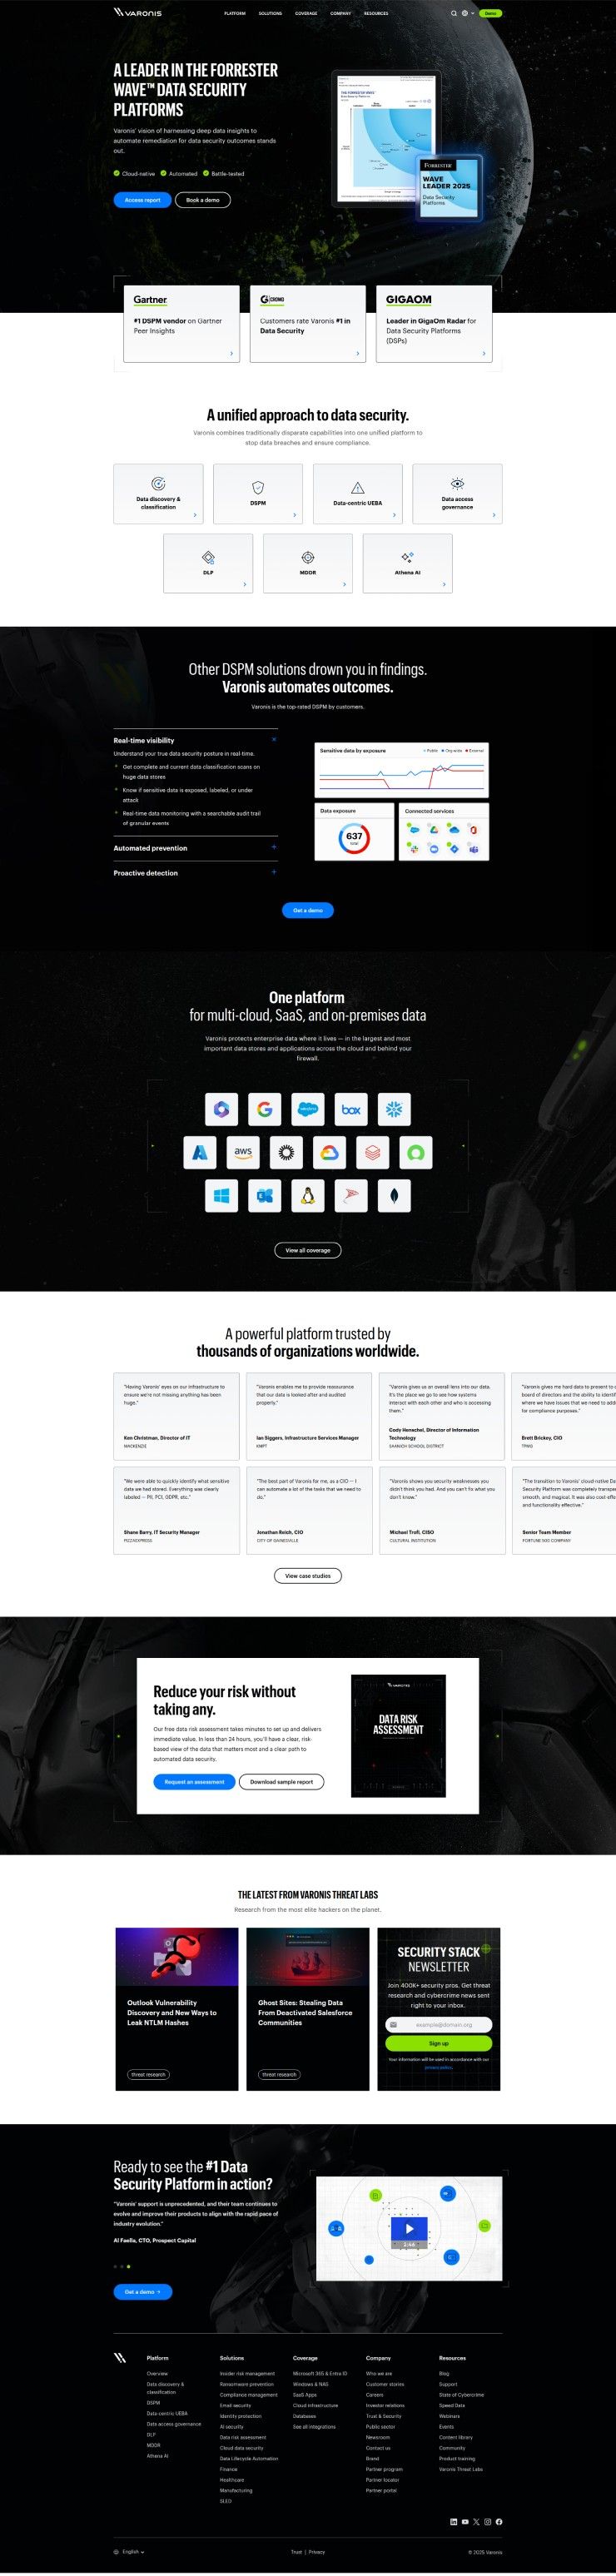 VARONIS
PLATFORM SOLUTIONS COVERAGE COMPANY RESOURCES
Demo
A LEADER IN THE FORRESTER
WAVE™ DATA SECURITY
PLATFORMS
Varonis' vision of harnessing deep data insights to
automate remediation for data security outcomes stands
out.
Cloud-native Automated Battle-tested
Access report Book a demo
FORRESTER
WAVE
LEADER 2025
Data Security
Platforms
Gartner
#1 DSPM vendor on Gartner
Peer Insights
G2 CROWD
Customers rate Varonis #1 in
Data Security
GIGAOM
Leader in GigaOm Radar for
Data Security Platforms
(DSPs)
A unified approach to data security.
Varonis combines traditionally disparate capabilities into one unified platform to
stop data breaches and ensure compliance.
Data discovery &
classification
DSPM
Data-centric UEBA
Data access
governance
DLP
MDDR
Athena AI
Other DSPM solutions drown you in findings.
Varonis automates outcomes.
Varonis is the top-rated DSPM by customers.
Real-time visibility
Understand your true data security posture in real time.
Get complete and current data classification scans on
huge data stores
Know if sensitive data is exposed, labeled, or under
attack
Real-time data monitoring with a searchable audit trail
of granular events
Automated prevention
Proactive detection
Sensitive data by exposure
Public Org-wide External
Data exposure
637
total
Connected services
Get a demo
One platform
for multi-cloud, SaaS, and on-premises data
Varonis protects enterprise data where it lives — in the largest and most
important data stores and applications across the cloud and behind your
firewall.
salesforce
box
aws
View all coverage
A powerful platform trusted by
thousands of organizations worldwide.
"Having Varonis' eyes on our infrastructure to
ensure we're not missing anything has been
huge."
Ken Christman, Director of IT
MACKENZIE
"Varonis enables me to provide reassurance
that our data is looked after and audited
properly."
Ian Siggers, Infrastructure Services Manager
KMPT
"Varonis gives us an overall lens into our data.
It's the place we go to see how systems
interact with each other and who is accessing
them."
Cody Henschel, Director of Information
Technology
SAANICH SCHOOL DISTRICT
"Varonis gave me hard data to present to
board of directors and the ability to identif
where we have issues that we need to add
for compliance purposes."
Brett Brickey, CIO
TPWG
"We were able to quickly identify what sensitive
data we had stored. Everything was clearly
labeled — PII, PCI, GDPR, etc."
Shane Barry, IT Security Manager
PIZZAEXPRESS
"The best part of Varonis for me, as a CIO — I
can automate a lot of the tasks that we need to
do."
Jonathan Reich, CIO
CITY OF GAINESVILLE
"Varonis shows you security weaknesses you
didn't think you had. And you can't fix what you
don't know."
Michael Trofi, CISO
CULTURAL INSTITUTION
"The transition to Varonis' cloud-native Da
Security Platform was completely transpa
smooth, and magical. It was also cost-effe
and functionality effective."
Senior Team Member
FORTUNE 500 COMPANY
View case studies
Reduce your risk without
taking any.
Our free data risk assessment takes minutes to set up and delivers
immediate value. In less than 24 hours, you'll have a clear, risk-
based view of the data that matters most and a clear path to
automated data security.
Request an assessment Download sample report
VARONIS
DATA RISK
ASSESSMENT
THE LATEST FROM VARONIS THREAT LABS
Research from the most elite hackers on the planet.
Outlook Vulnerability
Discovery and New Ways to
Leak NTLM Hashes
threat research
Ghost Sites: Stealing Data
From Deactivated Salesforce
Communities
threat research
SECURITY STACK
NEWSLETTER
Join 400K+ security pros. Get threat
research and cybercrime news sent
right to your inbox.
example@domain.org
Sign up
Your information will be used in accordance with our
privacy policy.
Ready to see the #1 Data
Security Platform in action?
"Varonis' support is unprecedented, and their team continues to
evolve and improve their products to align with the rapid pace of
industry evolution."
Al Faella, CTO, Prospect Capital
Get a demo →
Platform
Overview
Data discovery &
classification
DSPM
Data-centric UEBA
Data access governance
DLP
MDDR
Athena AI
Solutions
Insider risk management
Ransomware prevention
Compliance management
Email security
Identity protection
AI security
Data risk assessment
Cloud data security
Data Lifecycle Automation
Finance
Healthcare
Manufacturing
SLED
Coverage
Microsoft 365 & Entra ID
Windows & NAS
SaaS Apps
Cloud infrastructure
Databases
See all integrations
Company
Who we are
Customer stories
Careers
Investor relations
Trust & Security
Public sector
Newsroom
Contact us
Brand
Partner program
Partner locator
Partner portal
Resources
Blog
Support
State of Cybercrime
Speed Data
Webinars
Events
Content library
Community
Product training
Varonis Threat Labs
English
Trust | Privacy
© 2025 Varonis